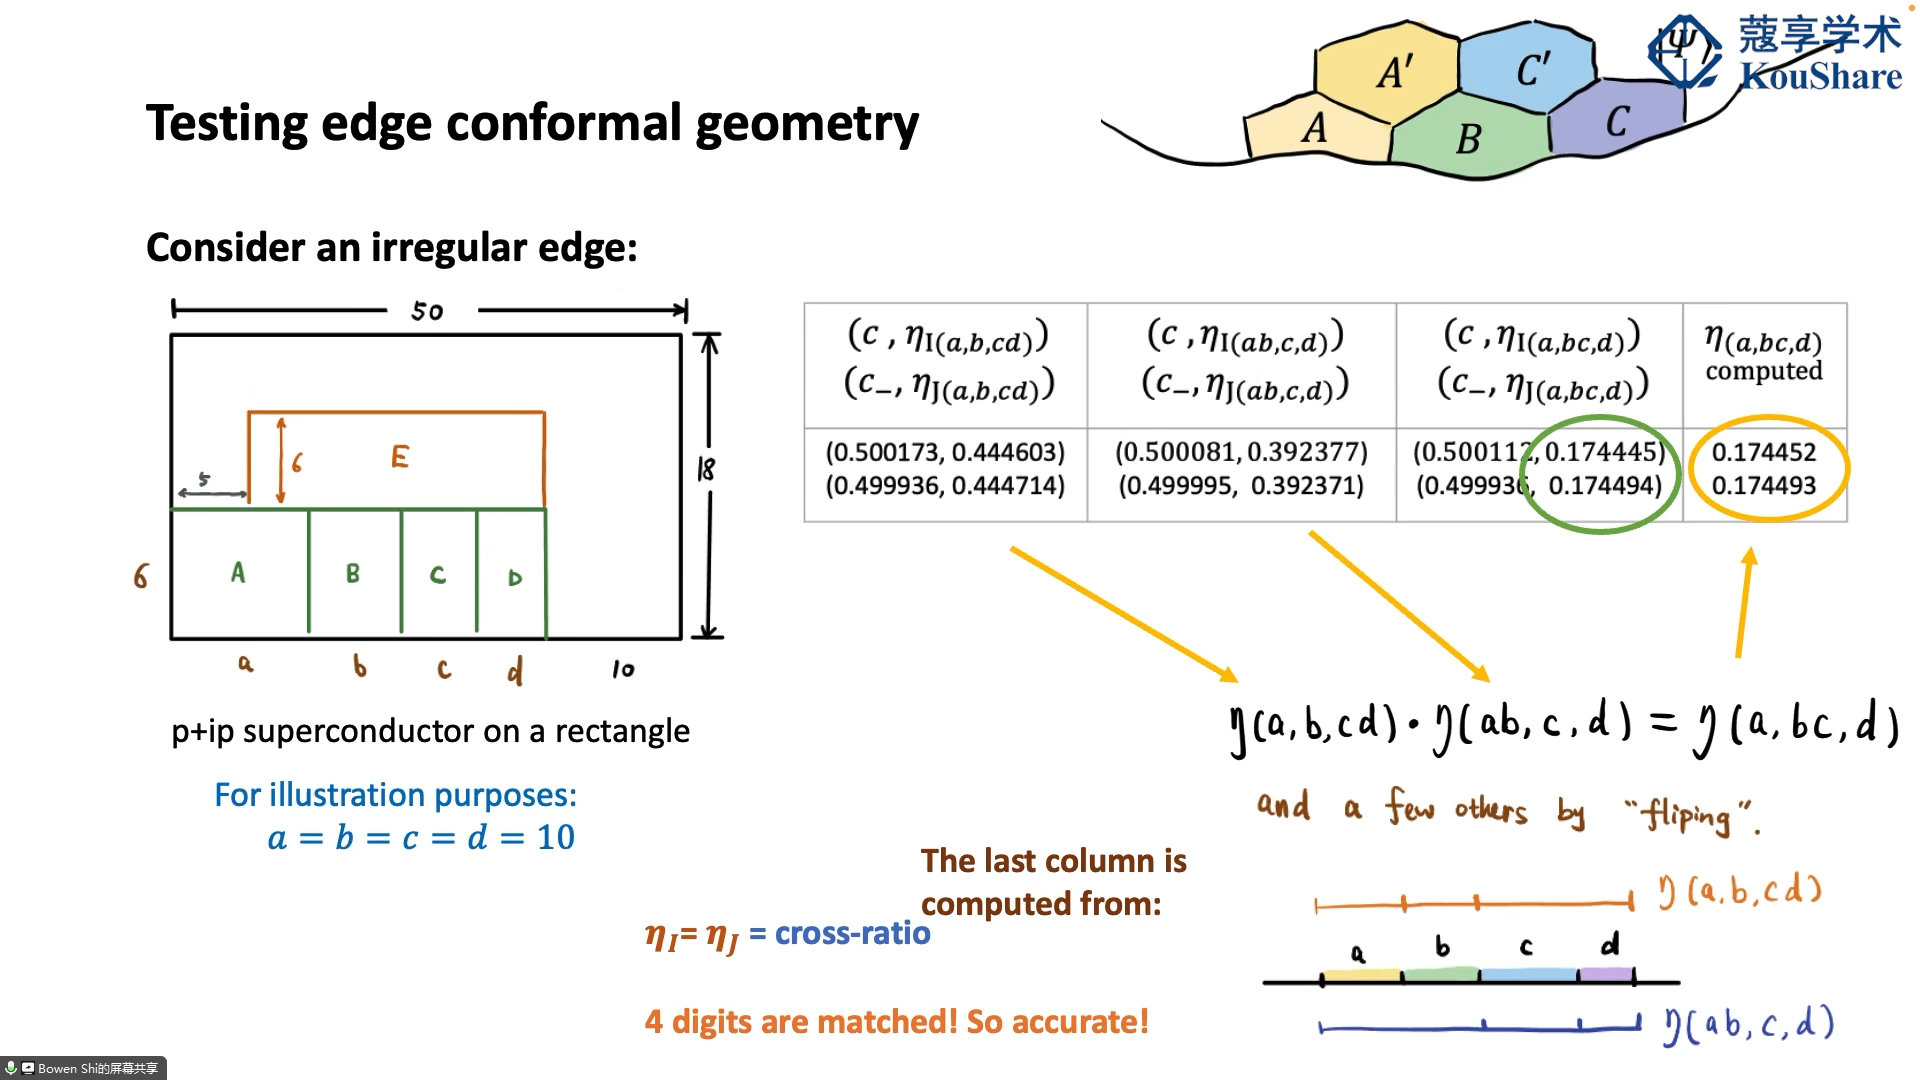 蔻享学术
KouShare
|Ψ⟩
A′
C′
A
B
C
Testing edge conformal geometry
Consider an irregular edge:
50
18
E
6
5
6
A
B
C
D
a
b
c
d
10
p+ip superconductor on a rectangle
For illustration purposes:
a = b = c = d = 10
(c , η_I(a,b,cd))
(c₋, η_J(a,b,cd))
(c ,η_I(ab,c,d))
(c₋,η_J(ab,c,d))
(c ,η_I(a,bc,d))
(c₋, η_J(a,bc,d))
η_(a,bc,d)
computed
(0.500173, 0.444603)
(0.499936, 0.444714)
(0.500081, 0.392377)
(0.499995, 0.392371)
(0.500112, 0.174445)
(0.499936, 0.174494)
0.174452
0.174493
η(a,b,cd) · η(ab,c,d) = η(a,bc,d)
and a few others by "fliping".
The last column is
computed from:
η_I= η_J = cross-ratio
4 digits are matched! So accurate!
η(a,b,cd)
a
b
c
d
η(ab,c,d)
Bowen Shi的屏幕共享